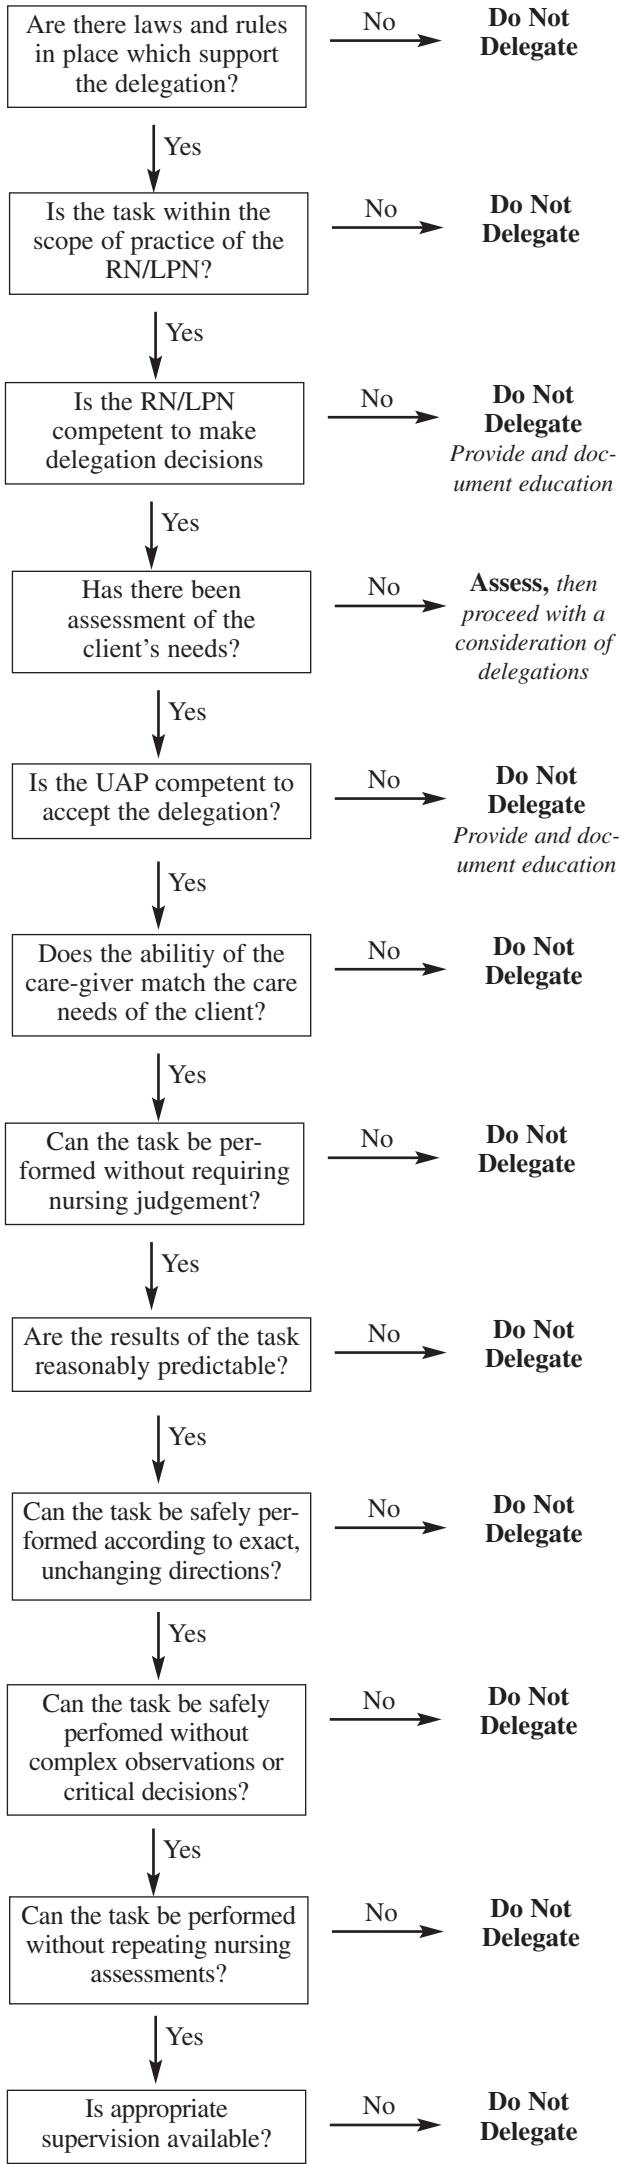 Are there laws and rules
in place which support
the delegation?
No
Do Not
Delegate
Yes
Is the task within the
scope of practice of the
RN/LPN?
No
Do Not
Delegate
Yes
Is the RN/LPN
competent to make
delegation decisions
No
Do Not
Delegate
Provide and doc-
ument education
Yes
Has there been
assessment of the
client's needs?
No
Assess, then
proceed with a
consideration of
delegations
Yes
Is the UAP competent to
accept the delegation?
No
Do Not
Delegate
Provide and doc-
ument education
Yes
Does the abilitiy of the
care-giver match the care
needs of the client?
No
Do Not
Delegate
Yes
Can the task be per-
formed without requiring
nursing judgement?
No
Do Not
Delegate
Yes
Are the results of the task
reasonably predictable?
No
Do Not
Delegate
Yes
Can the task be safely per-
formed according to exact,
unchanging directions?
No
Do Not
Delegate
Yes
Can the task be safely
perfomed without
complex observations or
critical decisions?
No
Do Not
Delegate
Yes
Can the task be performed
without repeating nursing
assessments?
No
Do Not
Delegate
Yes
Is appropriate
supervision available?
No
Do Not
Delegate